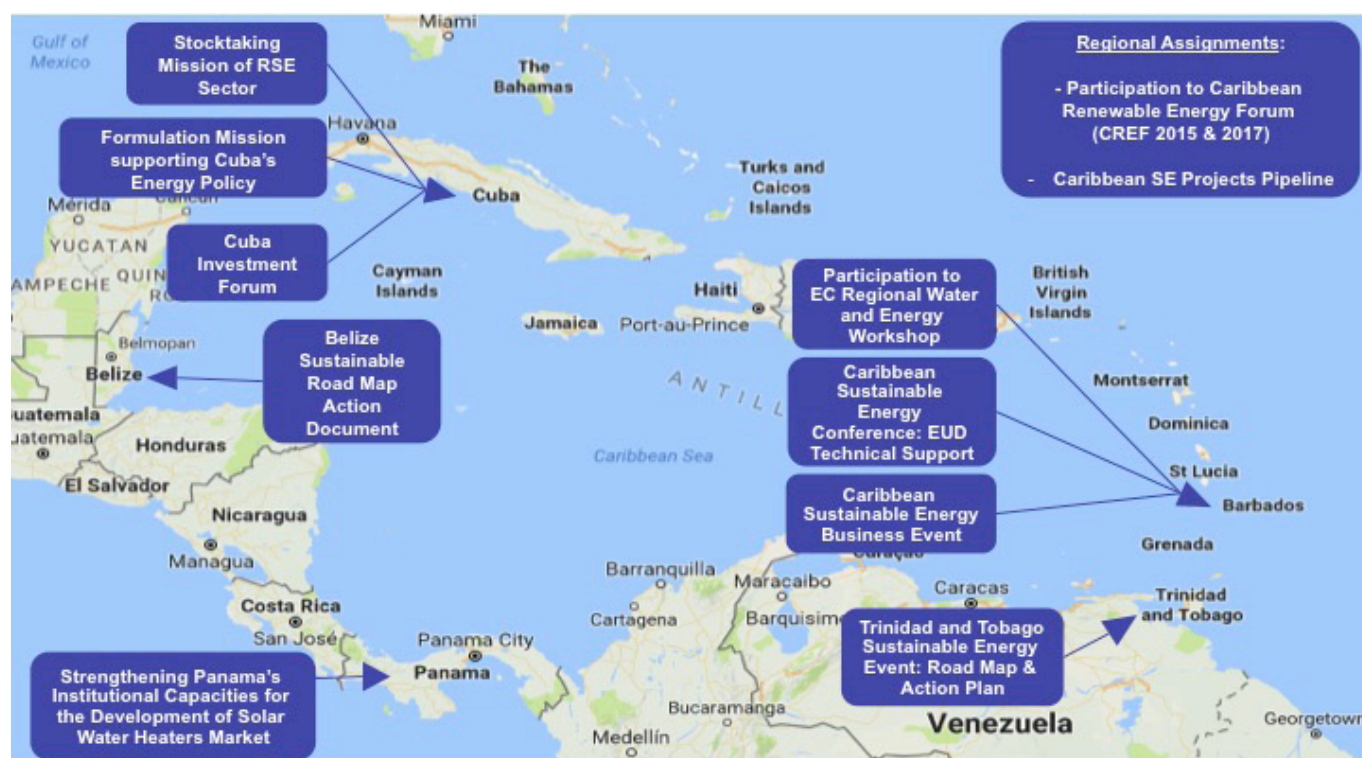 Miami
Gulf of
Mexico
Stocktaking
Mission of RSE
Sector
The
Bahamas
Regional Assignments:
- Participation to Caribbean
Renewable Energy Forum
(CREF 2015 & 2017)
- Caribbean SE Projects Pipeline
Havana
Formulation Mission
supporting Cuba's
Energy Policy
Cuba
Turks and
Caicos
Islands
Mérida
YUCATAN
Cuba
Investment
Forum
QUIN
AMPECHE
Cayman
Islands
Haiti
Port-au-Prince
Jamaica
Participation to
EC Regional Water
and Energy
Workshop
British
Virgin
Islands
Belmopan
Belize
Belize
Sustainable
Road Map
Action
Document
ANTILL
Caribbean
Sustainable
Energy
Conference: EUD
Technical Support
Montserrat
Dominica
St Lucia
Barbados
Guatemala
Honduras
Caribbean Sea
El Salvador
Nicaragua
Managua
Caribbean
Sustainable Energy
Business Event
Curaçao
Grenada
Barranquilla
Maracaibo
Caracas
Trinidad
and Tobago
Costa Rica
San José
Cartagena
Barquisim
Trinidad and Tobago
Sustainable Energy
Event: Road Map &
Action Plan
Panama City
Panama
Strengthening Panama's
Institutional Capacities for
the Development of Solar
Water Heaters Market
Bucaramanga
Medellín
Venezuela
Georgetown